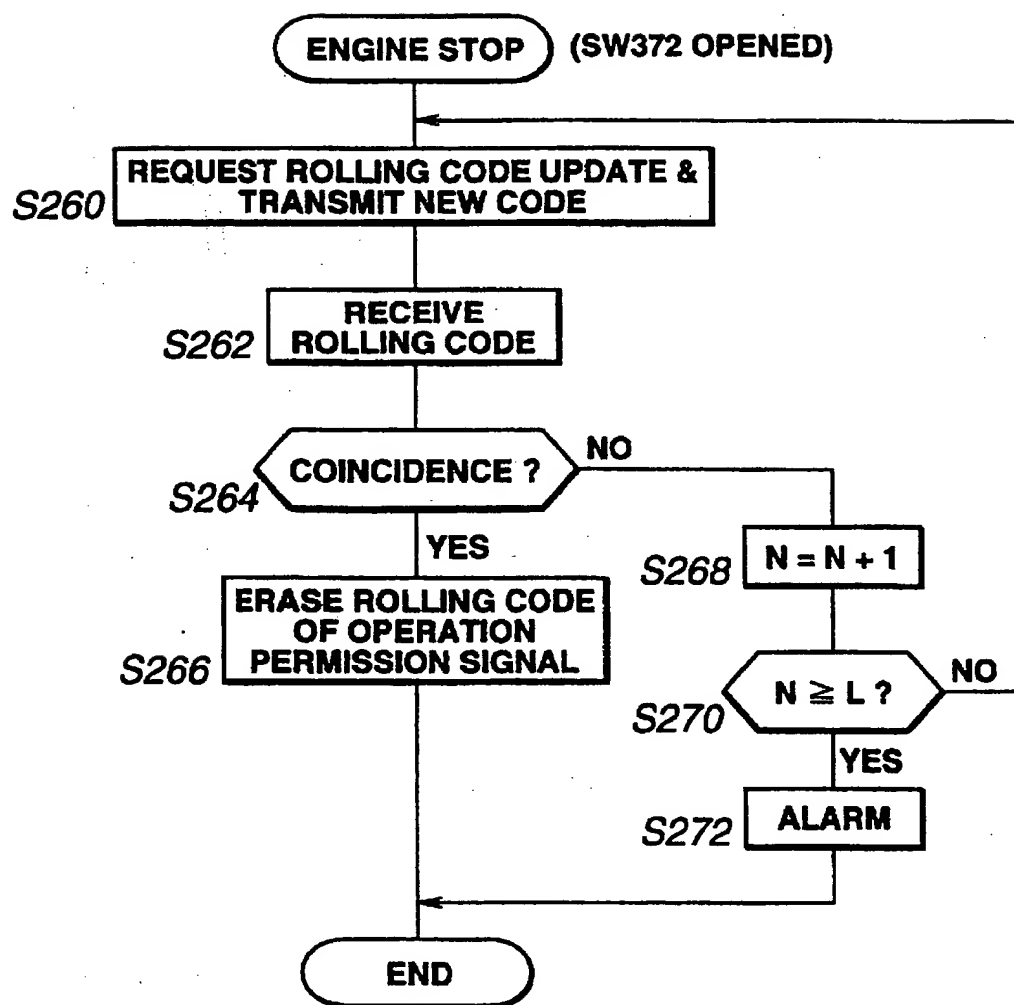 ENGINE STOP (SW372 OPENED)
REQUEST ROLLING CODE UPDATE &
TRANSMIT NEW CODE
S260
RECEIVE
ROLLING CODE
S262
COINCIDENCE ?
NO
S264
YES
N = N + 1
S268
ERASE ROLLING CODE
OF OPERATION
PERMISSION SIGNAL
S266
N ≧ L ?
NO
S270
YES
ALARM
S272
END